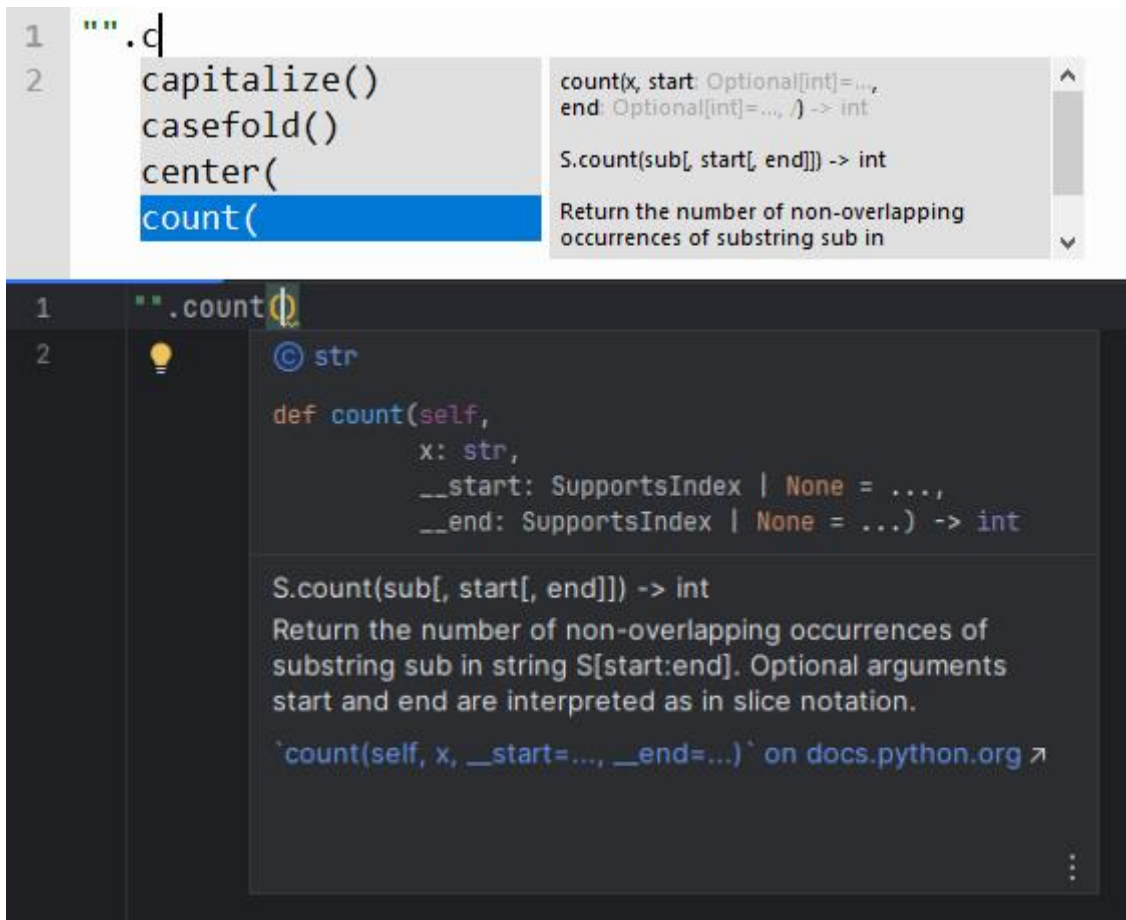 1 "".c
2 capitalize()
casefold()
center(
count(
count(x, start: Optional[int]=...,
end: Optional[int]=..., /) -> int
S.count(sub[, start[, end]]) -> int
Return the number of non-overlapping
occurrences of substring sub in
1 "".count()
2
str
def count(self,
x: str,
__start: SupportsIndex | None = ...,
__end: SupportsIndex | None = ...) -> int
S.count(sub[, start[, end]]) -> int
Return the number of non-overlapping occurrences of
substring sub in string S[start:end]. Optional arguments
start and end are interpreted as in slice notation.
`count(self, x, __start=..., __end=...)` on docs.python.org ↗